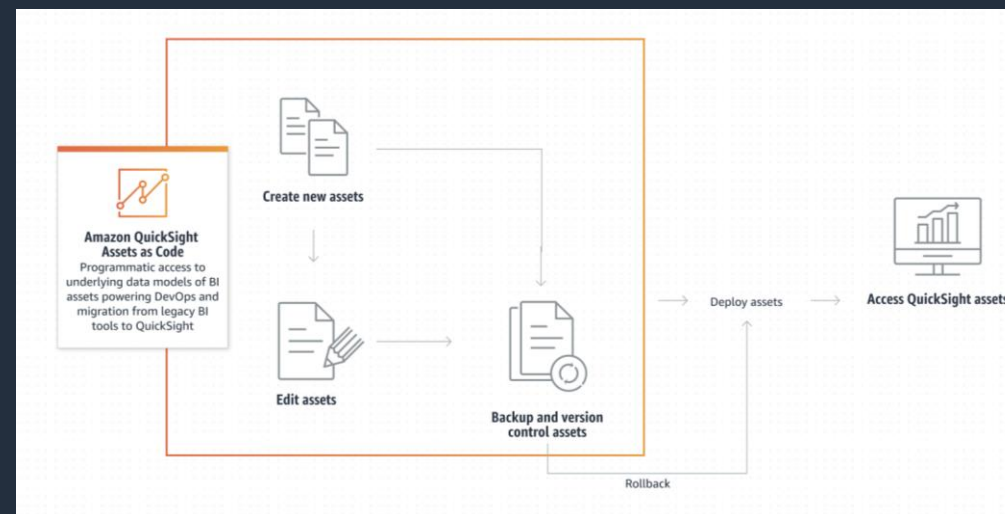 Create new assets
Amazon QuickSight
Assets as Code
Programmatic access to
underlying data models of BI
assets powering DevOps and
migration from legacy BI
tools to QuickSight
Edit assets
Backup and version
control assets
Rollback
Deploy assets
Access QuickSight assets